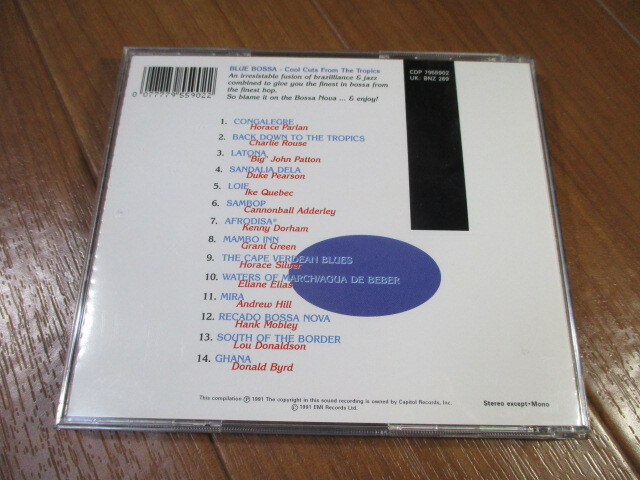 BLUE BOSSA - Cool Cuts From The Tropics
An irresistable fusion of brazilliance & jazz
combined to give you the finest in bossa from
the finest bop.
So blame it on the Bossa Nova ... & enjoy!
CDP 7955902
UK: BNZ 269
0 077779 559022
1. CONGALEGRE
Horace Parlan
2. BACK DOWN TO THE TROPICS
Charlie Rouse
3. LATONA
"Big" John Patton
4. SANDALIA DELA
Duke Pearson
5. LOIE
Ike Quebec
6. SAMBOP
Cannonball Adderley
7. AFRODISA*
Kenny Dorham
8. MAMBO INN
Grant Green
9. THE CAPE VERDEAN BLUES
Horace Silver
10. WATERS OF MARCH/AGUA DE BEBER
Eliane Elias
11. MIRA
Andrew Hill
12. RECADO BOSSA NOVA
Hank Mobley
13. SOUTH OF THE BORDER
Lou Donaldson
14. GHANA
Donald Byrd
This compilation ℗ 1991 The copyright in this sound recording is owned by Capitol Records, Inc.
© 1991 EMI Records Ltd.
Stereo except•Mono